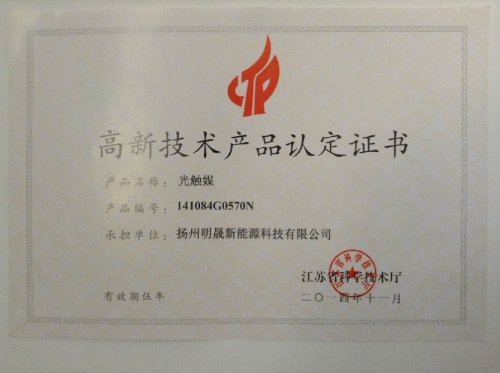 CTP
高新技术产品认定证书
产品名称：光触媒
产品编号：141084G0570N
承担单位：扬州明晟新能源科技有限公司
江苏省科学技术厅
有效期伍年
二〇一四年十一月